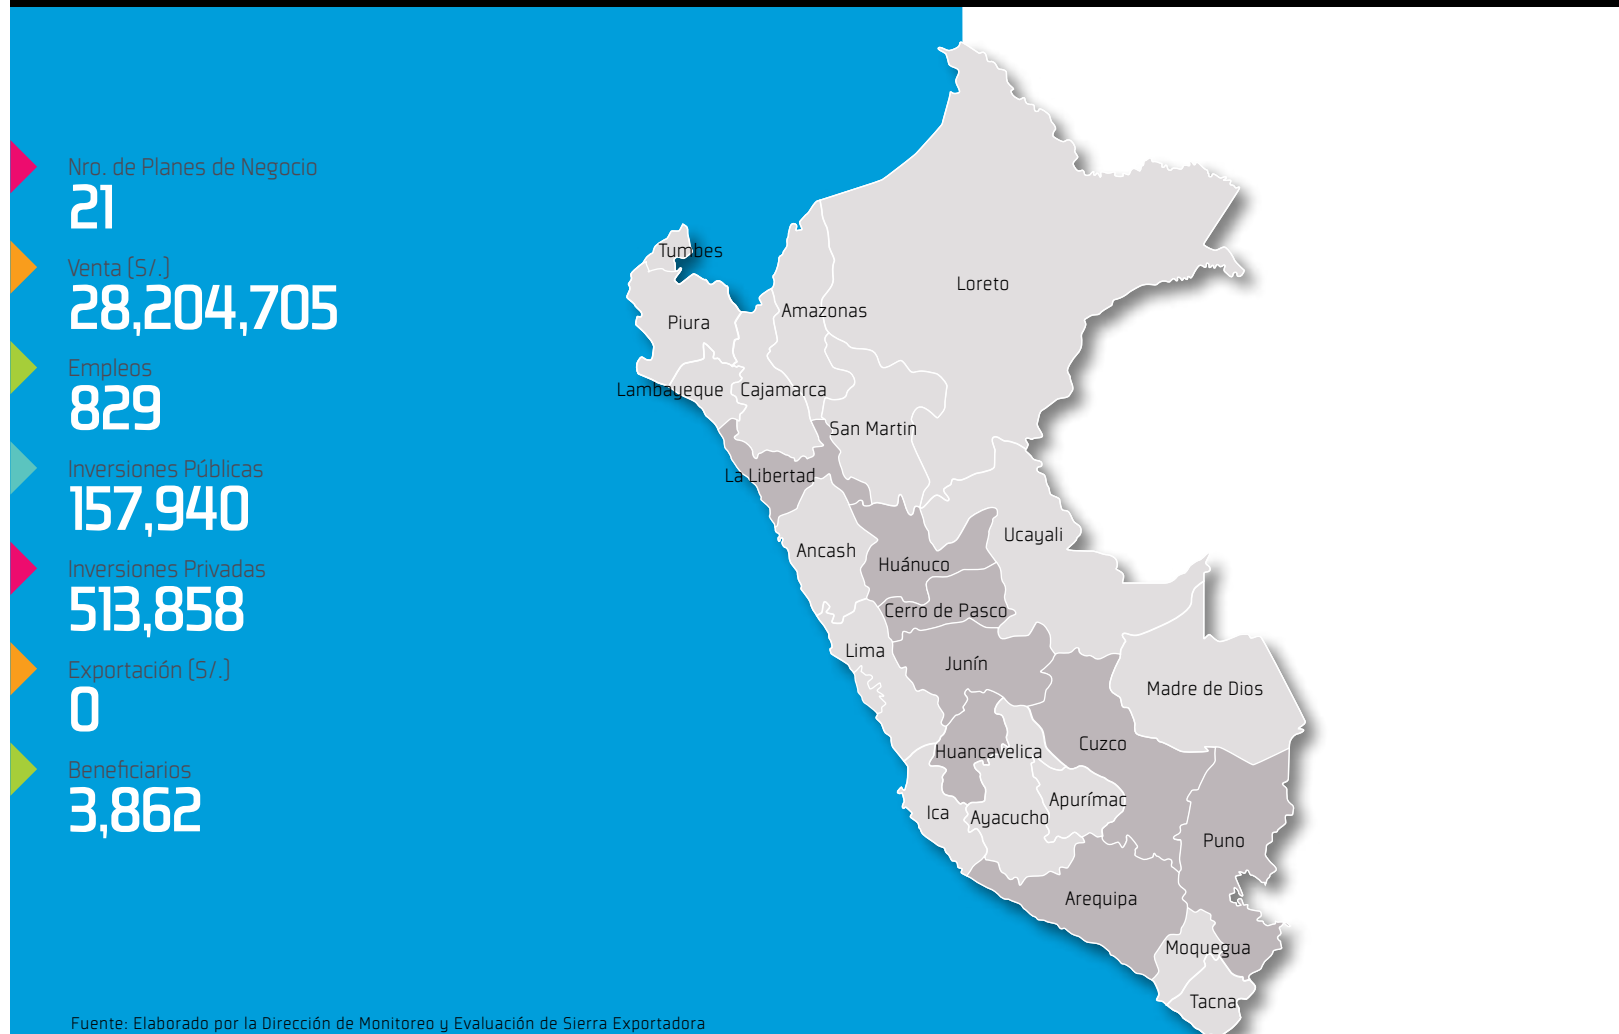 Nro. de Planes de Negocio
21
Venta (S/.)
28,204,705
Empleos
829
Inversiones Públicas
157,940
Inversiones Privadas
513,858
Exportación (S/.)
0
Beneficiarios
3,862
Tumbes
Loreto
Amazonas
Piura
Lambayeque
Cajamarca
San Martin
La Libertad
Ucayali
Ancash
Huánuco
Cerro de Pasco
Lima
Junín
Madre de Dios
Cuzco
Huancavelica
Apurímac
Ica
Ayacucho
Puno
Arequipa
Moquegua
Tacna
Fuente: Elaborado por la Dirección de Monitoreo y Evaluación de Sierra Exportadora